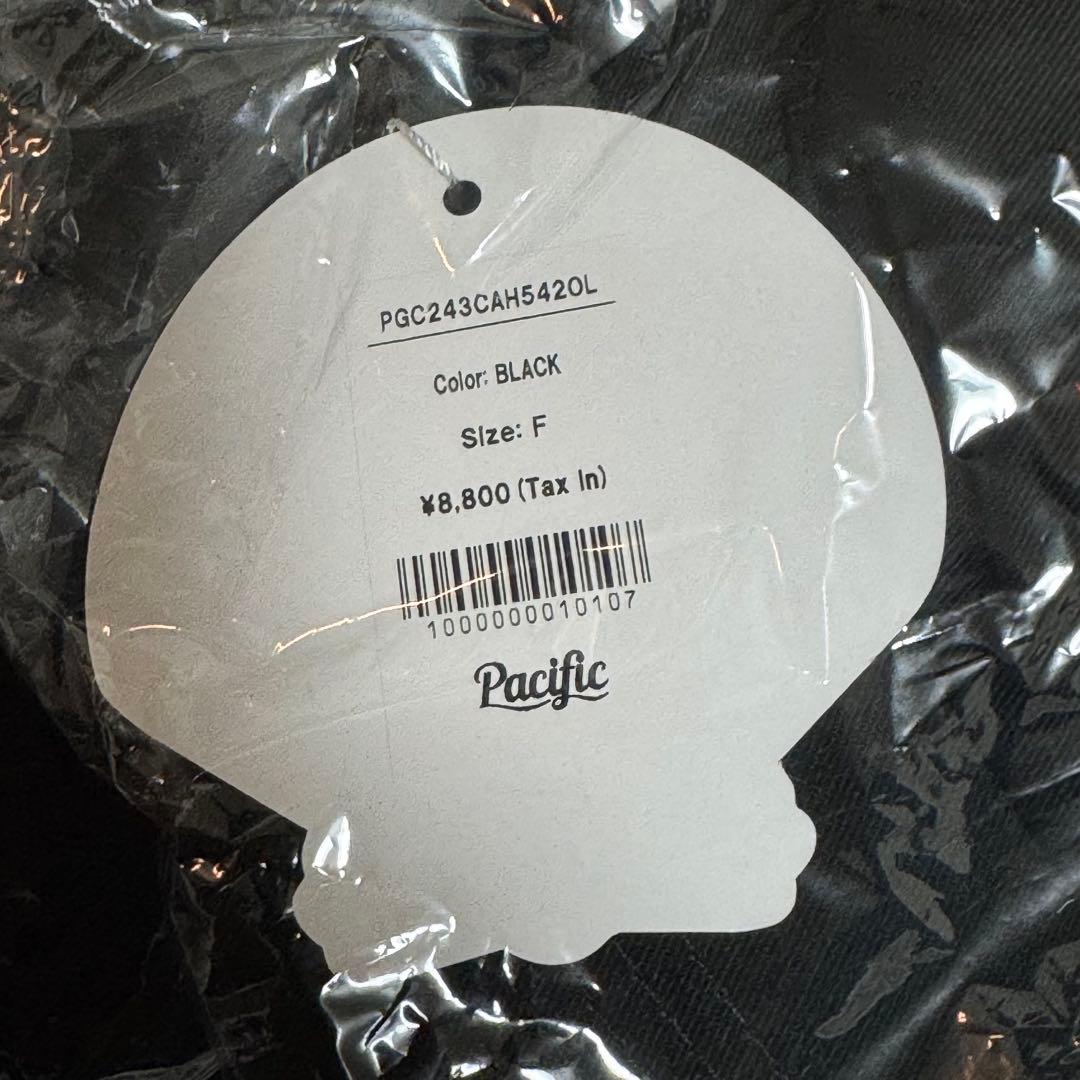 PGC243CAH542OL
Color: BLACK
Size: F
¥8,800 (Tax In)
1000000010107
Pacific